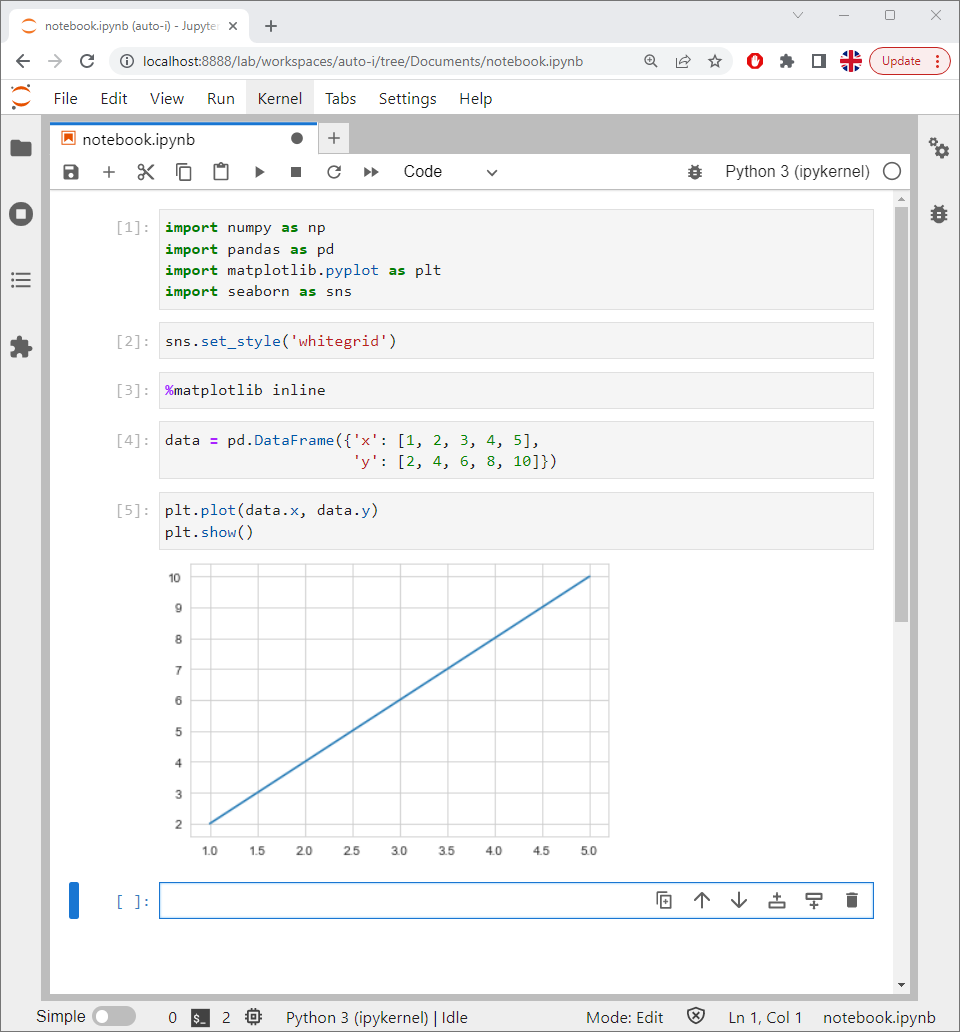 notebook.ipynb (auto-i) - Jupyter
localhost:8888/lab/workspaces/auto-i/tree/Documents/notebook.ipynb
Update
File Edit View Run Kernel Tabs Settings Help
notebook.ipynb
Code
Python 3 (ipykernel)
[1]: import numpy as np
import pandas as pd
import matplotlib.pyplot as plt
import seaborn as sns
[2]: sns.set_style('whitegrid')
[3]: %matplotlib inline
[4]: data = pd.DataFrame({'x': [1, 2, 3, 4, 5],
'y': [2, 4, 6, 8, 10]})
[5]: plt.plot(data.x, data.y)
plt.show()
10
9
8
7
6
5
4
3
2
1.0 1.5 2.0 2.5 3.0 3.5 4.0 4.5 5.0
[ ]:
Simple 0 $_ 2 Python 3 (ipykernel) | Idle Mode: Edit Ln 1, Col 1 notebook.ipynb